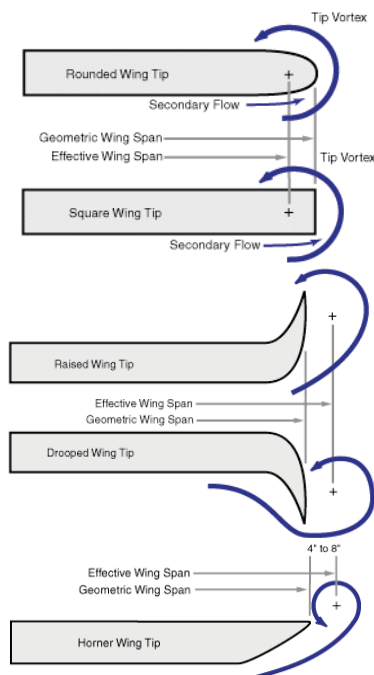 Tip Vortex
Rounded Wing Tip
+
Secondary Flow
Geometric Wing Span
Effective Wing Span
Tip Vortex
Square Wing Tip
+
Secondary Flow
+
Raised Wing Tip
Effective Wing Span
Geometric Wing Span
Drooped Wing Tip
+
4" to 8"
Effective Wing Span
Geometric Wing Span
+
Horner Wing Tip